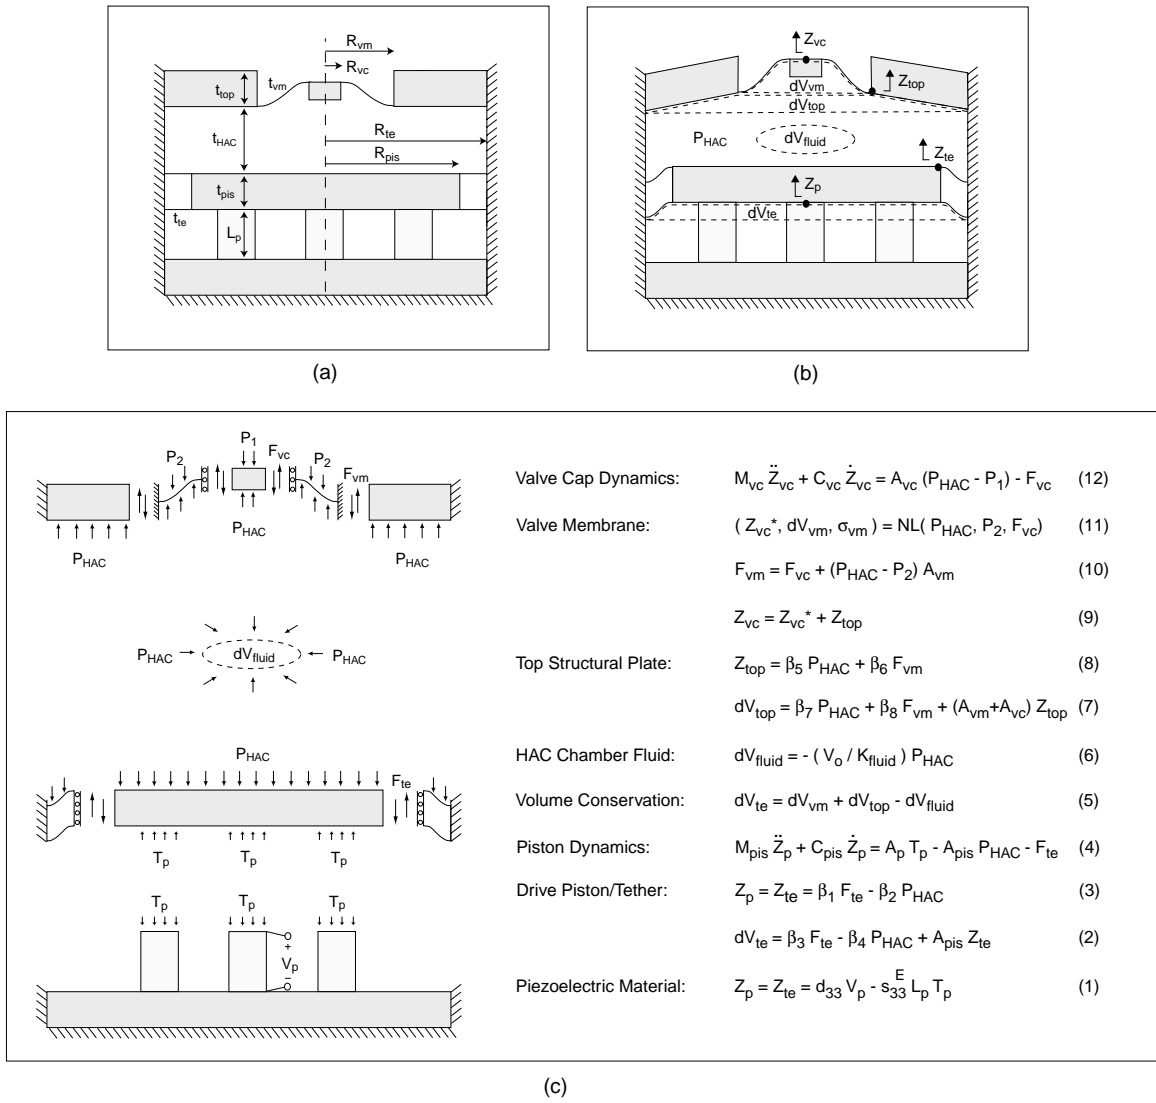 R_vm
R_vc
t_top
t_vm
t_HAC
R_te
R_pis
t_pis
t_te
L_p
(a)
Z_vc
Z_top
dV_vm
dV_top
P_HAC
dV_fluid
Z_te
Z_p
dV_te
(b)
P_1
P_2
F_vc
P_2
F_vm
P_HAC
P_HAC
P_HAC
P_HAC
dV_fluid
P_HAC
P_HAC
F_te
T_p
T_p
T_p
T_p
T_p
T_p
+
V_p
−
Valve Cap Dynamics: M_vc Z̈_vc + C_vc Ż_vc = A_vc (P_HAC - P_1) - F_vc (12)
Valve Membrane: ( Z_vc*, dV_vm, σ_vm ) = NL( P_HAC, P_2, F_vc) (11)
F_vm = F_vc + (P_HAC - P_2) A_vm (10)
Z_vc = Z_vc* + Z_top (9)
Top Structural Plate: Z_top = β_5 P_HAC + β_6 F_vm (8)
dV_top = β_7 P_HAC + β_8 F_vm + (A_vm+A_vc) Z_top (7)
HAC Chamber Fluid: dV_fluid = - ( V_o / K_fluid ) P_HAC (6)
Volume Conservation: dV_te = dV_vm + dV_top - dV_fluid (5)
Piston Dynamics: M_pis Z̈_p + C_pis Ż_p = A_p T_p - A_pis P_HAC - F_te (4)
Drive Piston/Tether: Z_p = Z_te = β_1 F_te - β_2 P_HAC (3)
dV_te = β_3 F_te - β_4 P_HAC + A_pis Z_te (2)
Piezoelectric Material: Z_p = Z_te = d_33 V_p - s_33^E L_p T_p (1)
(c)